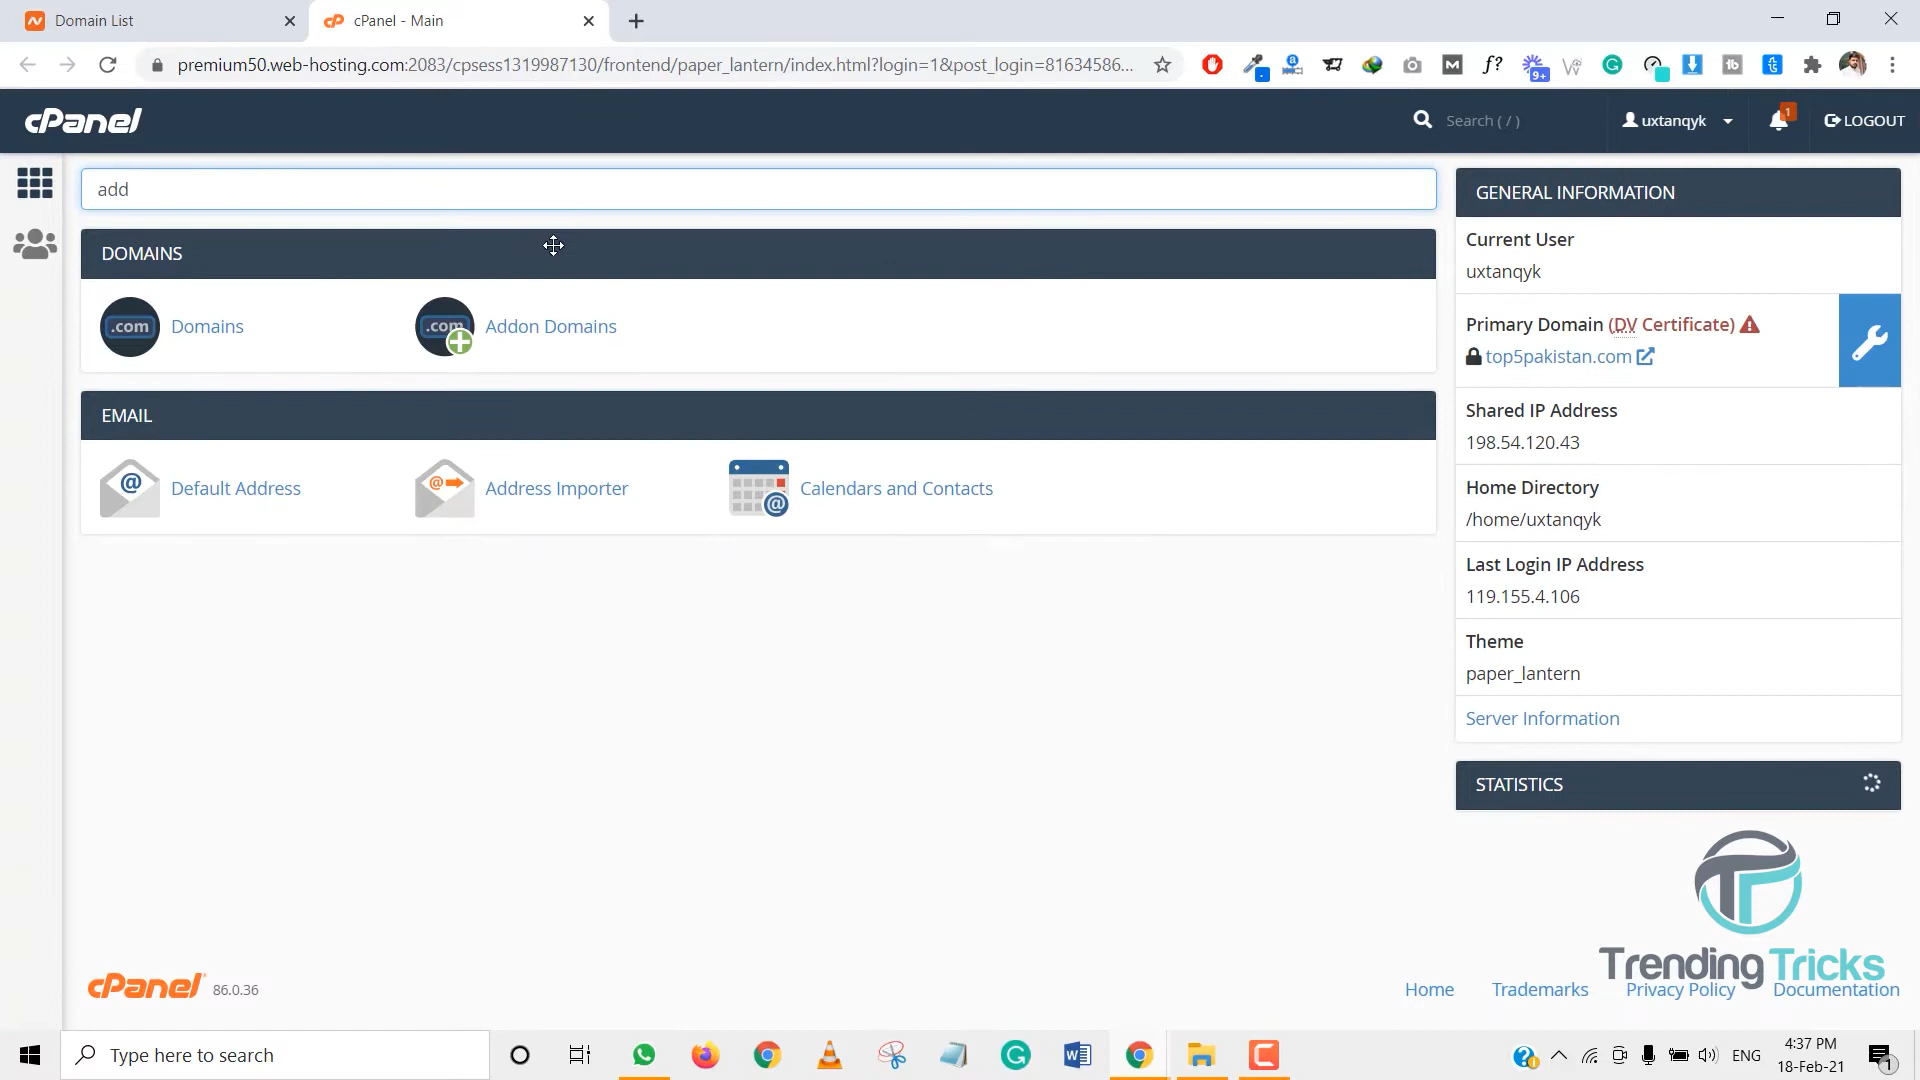 Domain List
cPanel - Main
premium50.web-hosting.com:2083/cpsess1319987130/frontend/paper_lantern/index.html?login=1&post_login=81634586...
9+
cPanel
Search ( / )
uxtanqyk
1
LOGOUT
add
DOMAINS
.com
Domains
.com
Addon Domains
EMAIL
Default Address
Address Importer
Calendars and Contacts
GENERAL INFORMATION
Current User
uxtanqyk
Primary Domain (DV Certificate)
top5pakistan.com
Shared IP Address
198.54.120.43
Home Directory
/home/uxtanqyk
Last Login IP Address
119.155.4.106
Theme
paper_lantern
Server Information
STATISTICS
Trending Tricks
cPanel 86.0.36
Home
Trademarks
Privacy Policy
Documentation
Type here to search
ENG
4:37 PM
18-Feb-21
1